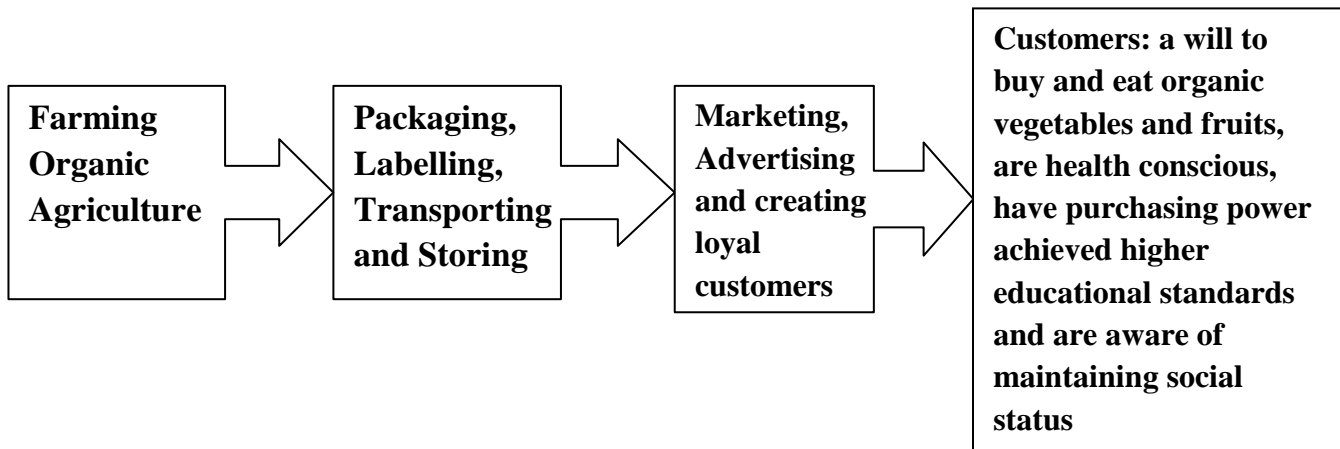 Farming
Organic
Agriculture
Packaging,
Labelling,
Transporting
and Storing
Marketing,
Advertising
and creating
loyal
customers
Customers: a will to
buy and eat organic
vegetables and fruits,
are health conscious,
have purchasing power
achieved higher
educational standards
and are aware of
maintaining social
status